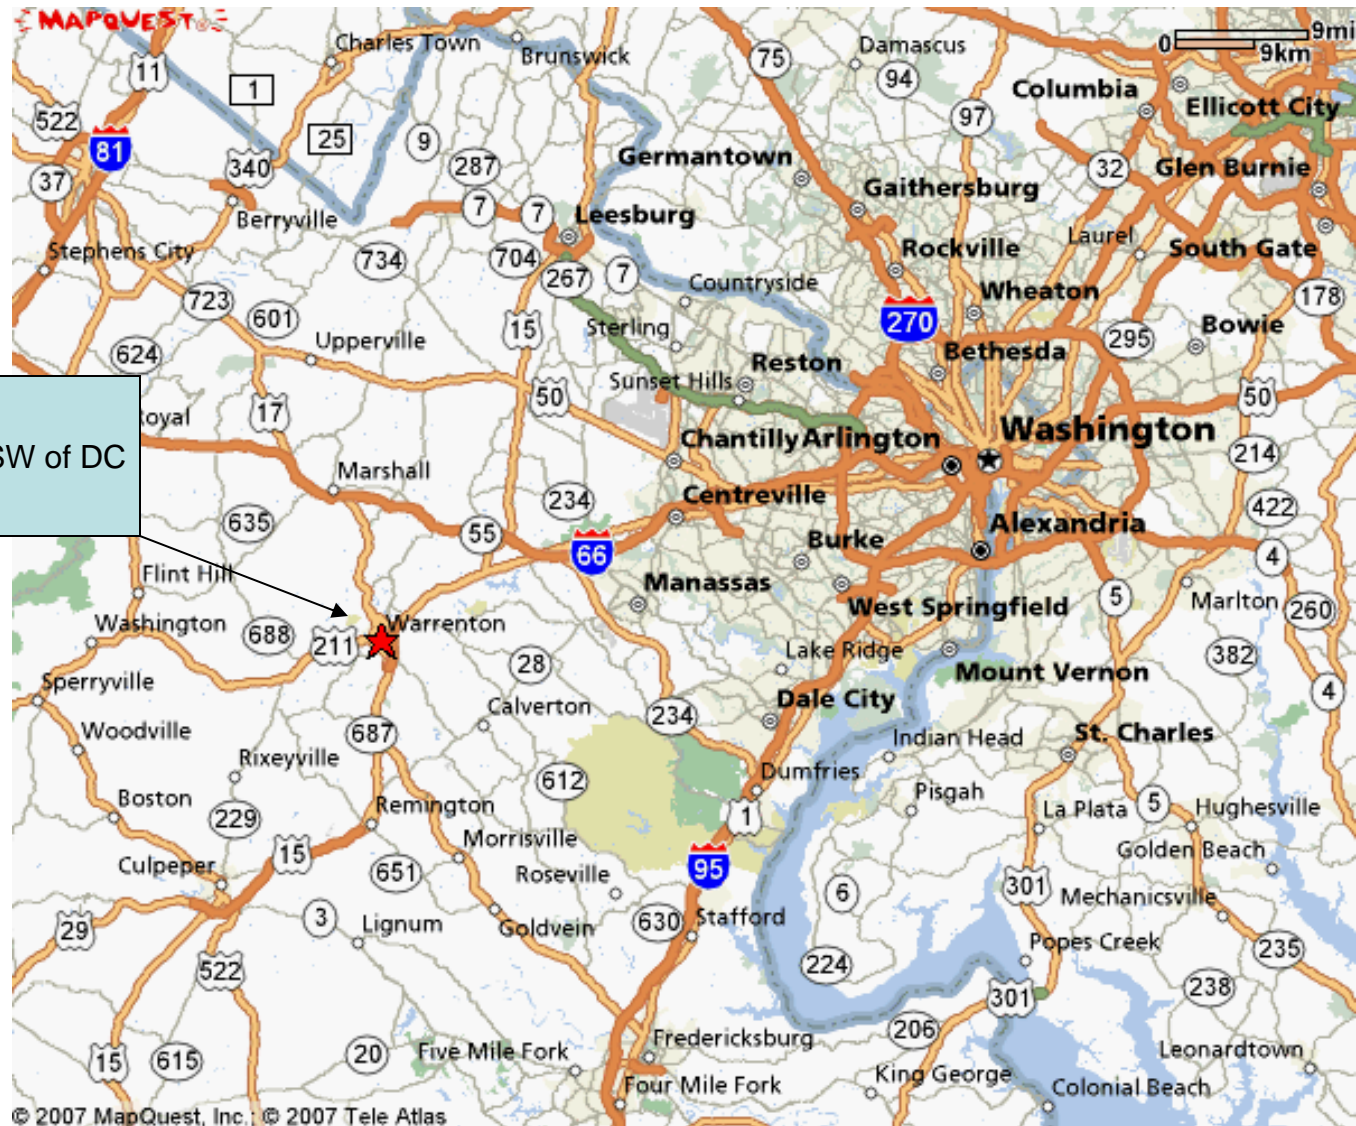 MAPQUEST
9mi
0
9km
Charles Town
Brunswick
75
Damascus
94
11
1
Columbia
Ellicott City
522
81
25
9
97
340
287
Germantown
32
Glen Burnie
37
7
7
Leesburg
Gaithersburg
Berryville
Laurel
South Gate
Stephens City
734
704
267
7
Rockville
Countryside
Wheaton
178
723
601
15
Sterling
270
295
Bowie
624
Upperville
Reston
Bethesda
Sunset Hills
50
50
17
oyal
Chantilly
Arlington
Washington
SW of DC
Marshall
214
234
Centreville
635
55
422
66
Burke
Alexandria
4
Flint Hill
Manassas
West Springfield
5
Marlton
260
Washington
688
211
Warrenton
Lake Ridge
28
382
Sperryville
Mount Vernon
Dale City
4
Woodville
Calverton
234
687
Indian Head
St. Charles
Rixeyville
612
Dumfries
Pisgah
Boston
Remington
1
La Plata
5
Hughesville
229
Morrisville
15
Golden Beach
Culpeper
651
Roseville
95
6
301
Mechanicsville
3
Lignum
Goldvein
630
Stafford
29
Popes Creek
235
522
224
301
238
206
15
615
20
Five Mile Fork
Fredericksburg
Leonardtown
Four Mile Fork
King George
Colonial Beach
© 2007 MapQuest, Inc.; © 2007 Tele Atlas